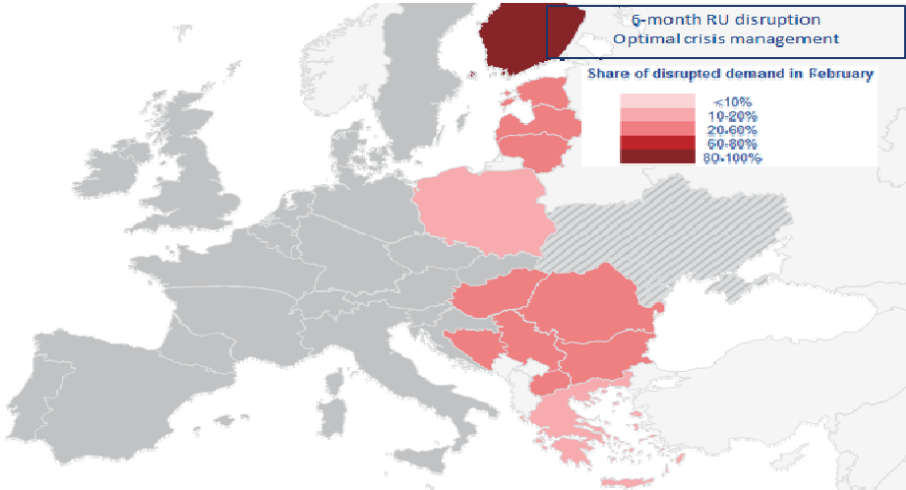 6-month RU disruption
Optimal crisis management
Share of disrupted demand in February
<10%
10-20%
20-60%
60-80%
80-100%